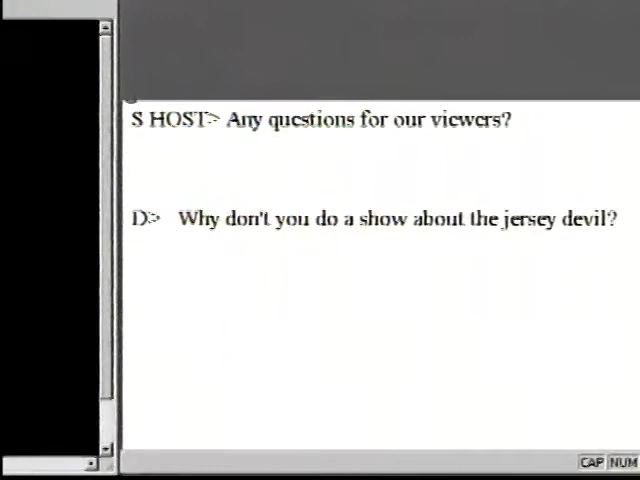 S HOST> Any questions for our viewers?
D> Why don't you do a show about the jersey devil?
CAP NUM